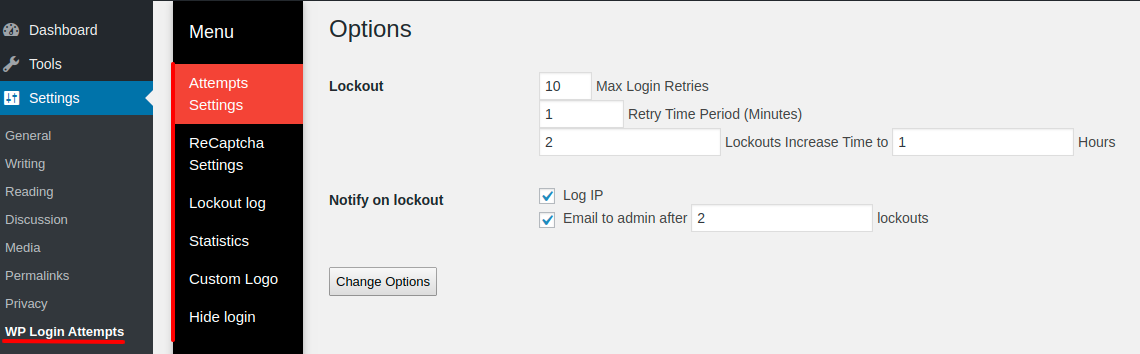 Dashboard
Tools
Settings
General
Writing
Reading
Discussion
Media
Permalinks
Privacy
WP Login Attempts
Menu
Attempts
Settings
ReCaptcha
Settings
Lockout log
Statistics
Custom Logo
Hide login
Options
Lockout
10 Max Login Retries
1 Retry Time Period (Minutes)
2 Lockouts Increase Time to 1 Hours
Notify on lockout
Log IP
Email to admin after 2 lockouts
Change Options